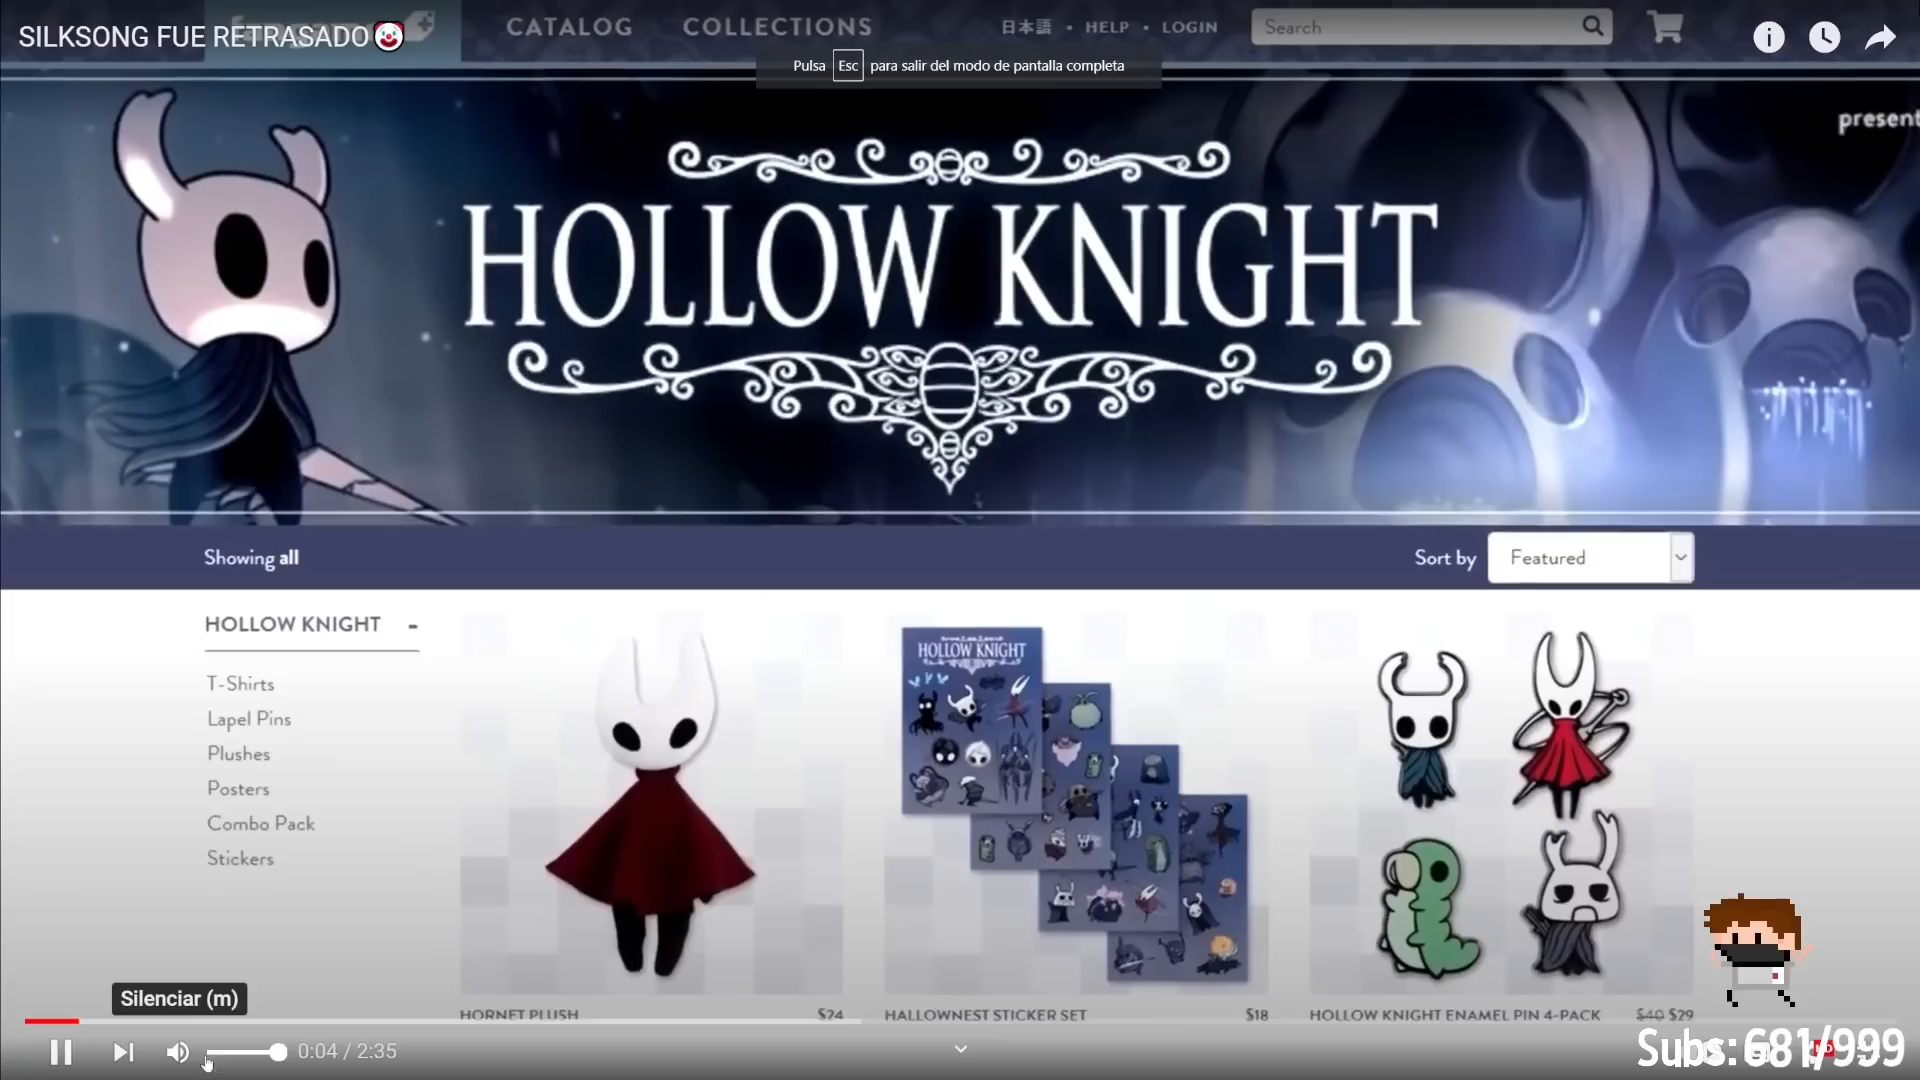 SILKSONG FUE RETRASADO🤡
CATALOG
COLLECTIONS
日本語 • HELP • LOGIN
Search
Pulsa Esc para salir del modo de pantalla completa
present
HOLLOW KNIGHT
Showing all
Sort by
Featured
HOLLOW KNIGHT -
T-Shirts
Lapel Pins
Plushes
Posters
Combo Pack
Stickers
HOLLOW KNIGHT
Silenciar (m)
HORNET PLUSH $24
HALLOWNEST STICKER SET $18
HOLLOW KNIGHT ENAMEL PIN 4-PACK $40 $29
0:04 / 2:35
Subs: 681/999